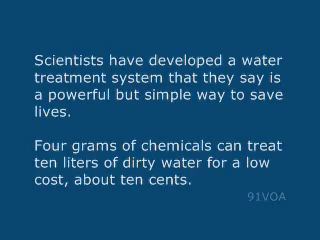 Scientists have developed a water
treatment system that they say is
a powerful but simple way to save
lives.
Four grams of chemicals can treat
ten liters of dirty water for a low
cost, about ten cents.
91VOA